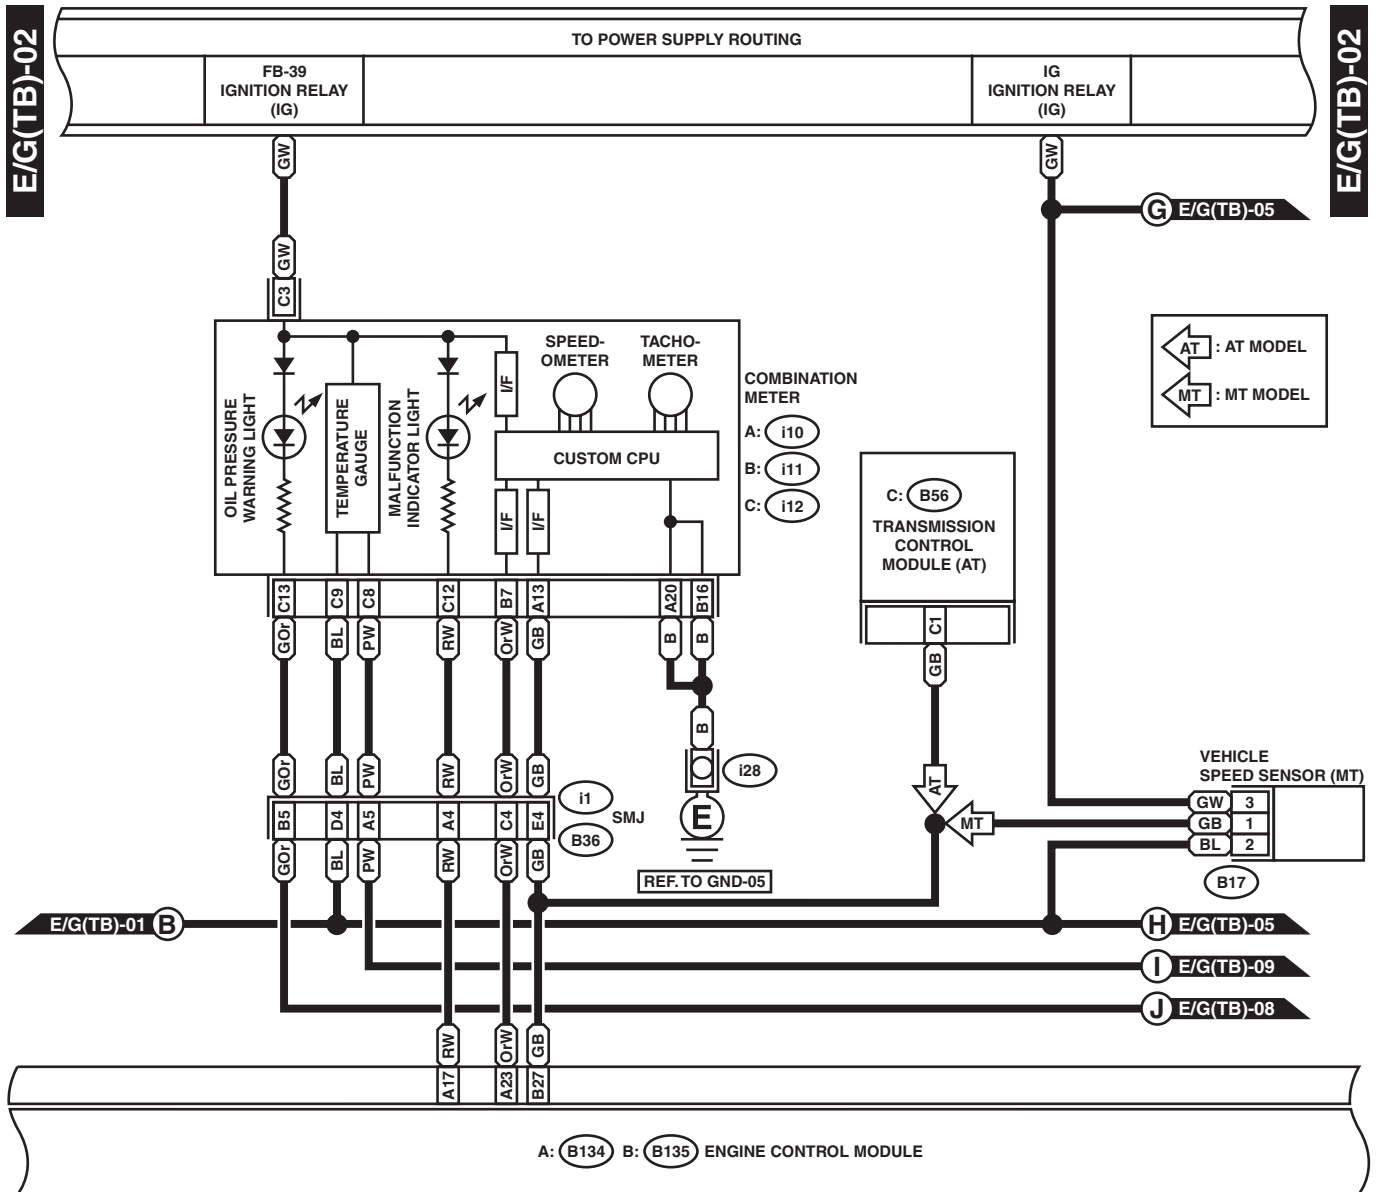 E/G(TB)-02
E/G(TB)-02
TO POWER SUPPLY ROUTING
FB-39
IGNITION RELAY
(IG)
IG
IGNITION RELAY
(IG)
GW
GW
G E/G(TB)-05
GW
C3
AT : AT MODEL
MT : MT MODEL
OIL PRESSURE
WARNING LIGHT
TEMPERATURE
GAUGE
MALFUNCTION
INDICATOR LIGHT
I/F
SPEED-
OMETER
TACHO-
METER
CUSTOM CPU
I/F
I/F
COMBINATION
METER
A: i10
B: i11
C: i12
C: B56
TRANSMISSION
CONTROL
MODULE (AT)
C13 C9 C8 C12 B7 A13 A20 B16
GOr BL PW RW OrW GB B B
C1
GB
B
i28
E
REF. TO GND-05
GOr BL PW RW OrW GB
B5 D4 A5 A4 C4 E4
GOr BL PW RW OrW GB
i1
SMJ
B36
AT
MT
VEHICLE
SPEED SENSOR (MT)
GW 3
GB 1
BL 2
B17
E/G(TB)-01 B
H E/G(TB)-05
I E/G(TB)-09
J E/G(TB)-08
RW OrW GB
A17 A23 B27
A: B134 B: B135 ENGINE CONTROL MODULE